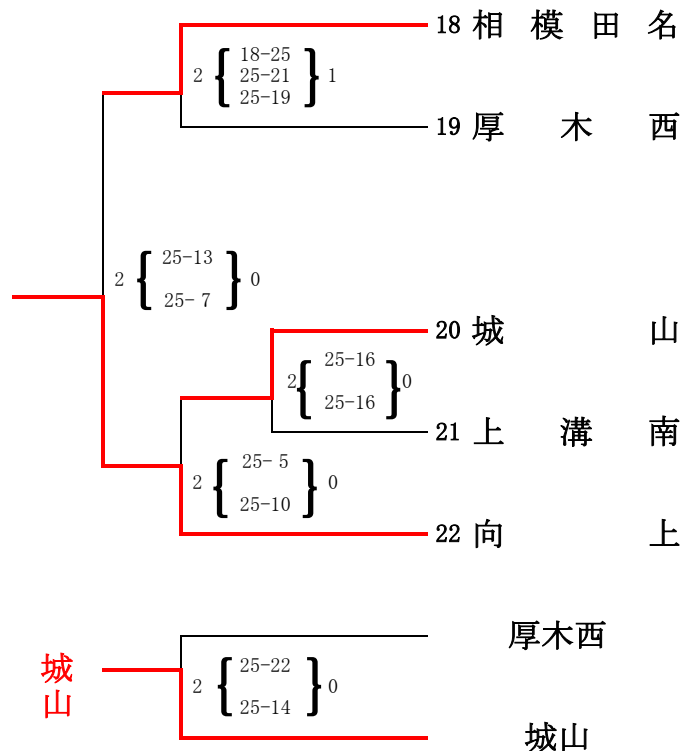 18 相模田名
2 { 18-25 } 1
25-21
25-19
19 厚木西
2 { 25-13 } 0
25- 7
20 城山
2 { 25-16 } 0
25-16
21 上溝南
2 { 25- 5 } 0
25-10
22 向上
厚木西
城山
2 { 25-22 } 0
25-14
城山